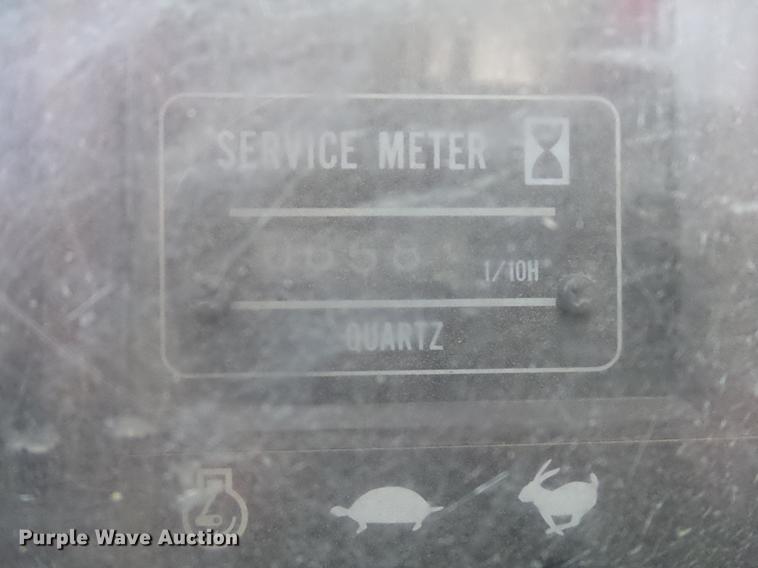 SERVICE METER
1/10H
QUARTZ
Purple Wave Auction